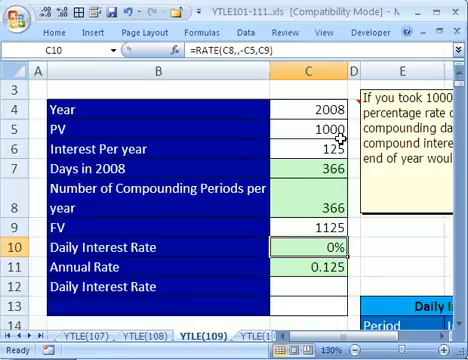 YTLE101-111... .xls [Compatibility Mode]
Home Insert Page Layout Formulas Data Review View Developer
C10 fx =RATE(C8,,-C5,C9)
A B C D E
3
4 Year 2008
5 PV 1000
6 Interest Per year 125
7 Days in 2008 366
Number of Compounding Periods per
8 year 366
9 FV 1125
10 Daily Interest Rate 0%
11 Annual Rate 0.125
12 Daily Interest Rate
13
14
If you took 1000
percentage rate o
compounding da
compound intere
end of year wou
Daily In
Period
YTLE(107) YTLE(108) YTLE(109) YTLE(1
Ready 130%